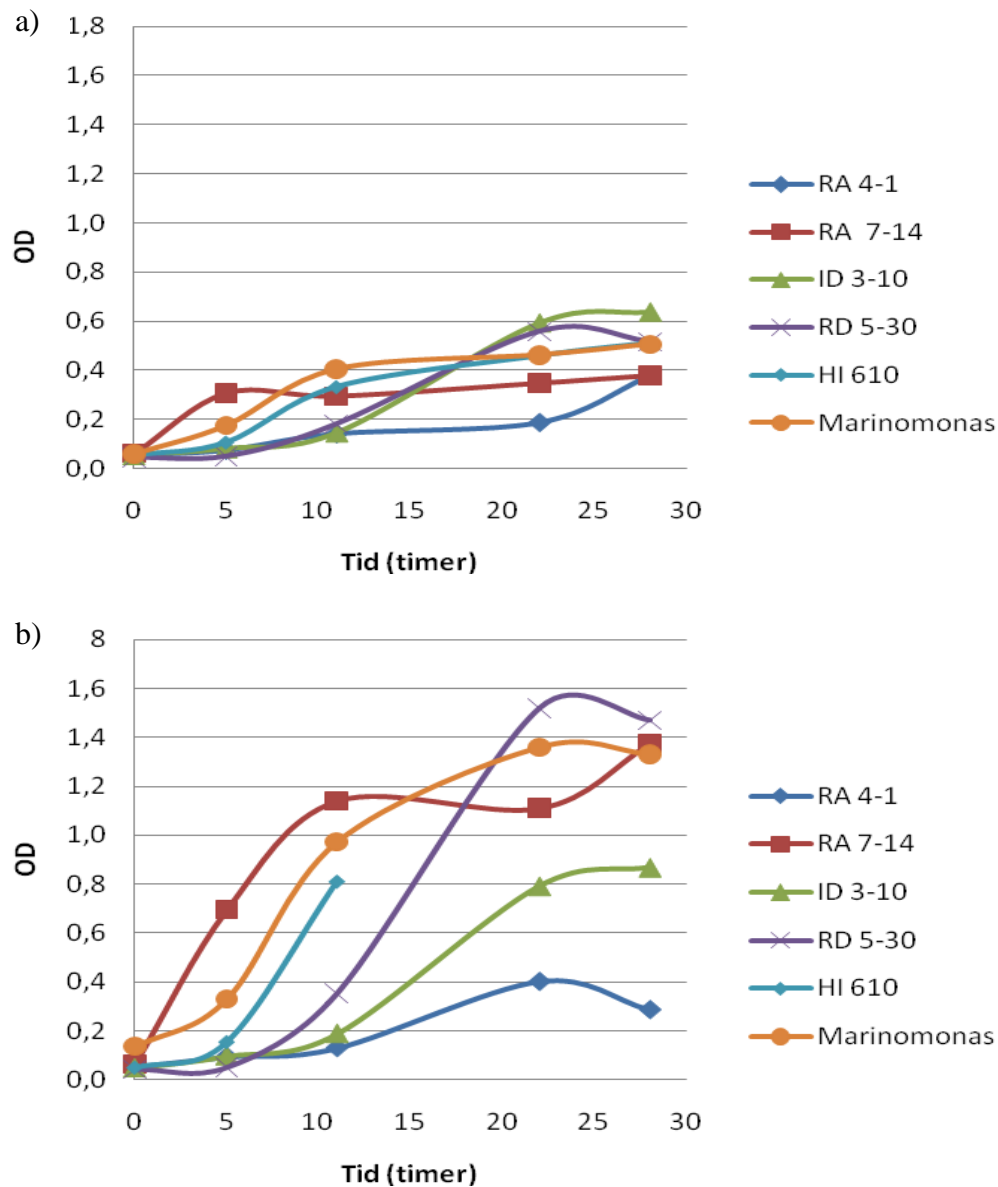 a)
1,8
1,6
1,4
1,2
1,0
0,8
0,6
0,4
0,2
0,0
OD
0 5 10 15 20 25 30
Tid (timer)
RA 4-1
RA 7-14
ID 3-10
RD 5-30
HI 610
Marinomonas
b)
8
1,6
1,4
1,2
1,0
0,8
0,6
0,4
0,2
0,0
OD
0 5 10 15 20 25 30
Tid (timer)
RA 4-1
RA 7-14
ID 3-10
RD 5-30
HI 610
Marinomonas